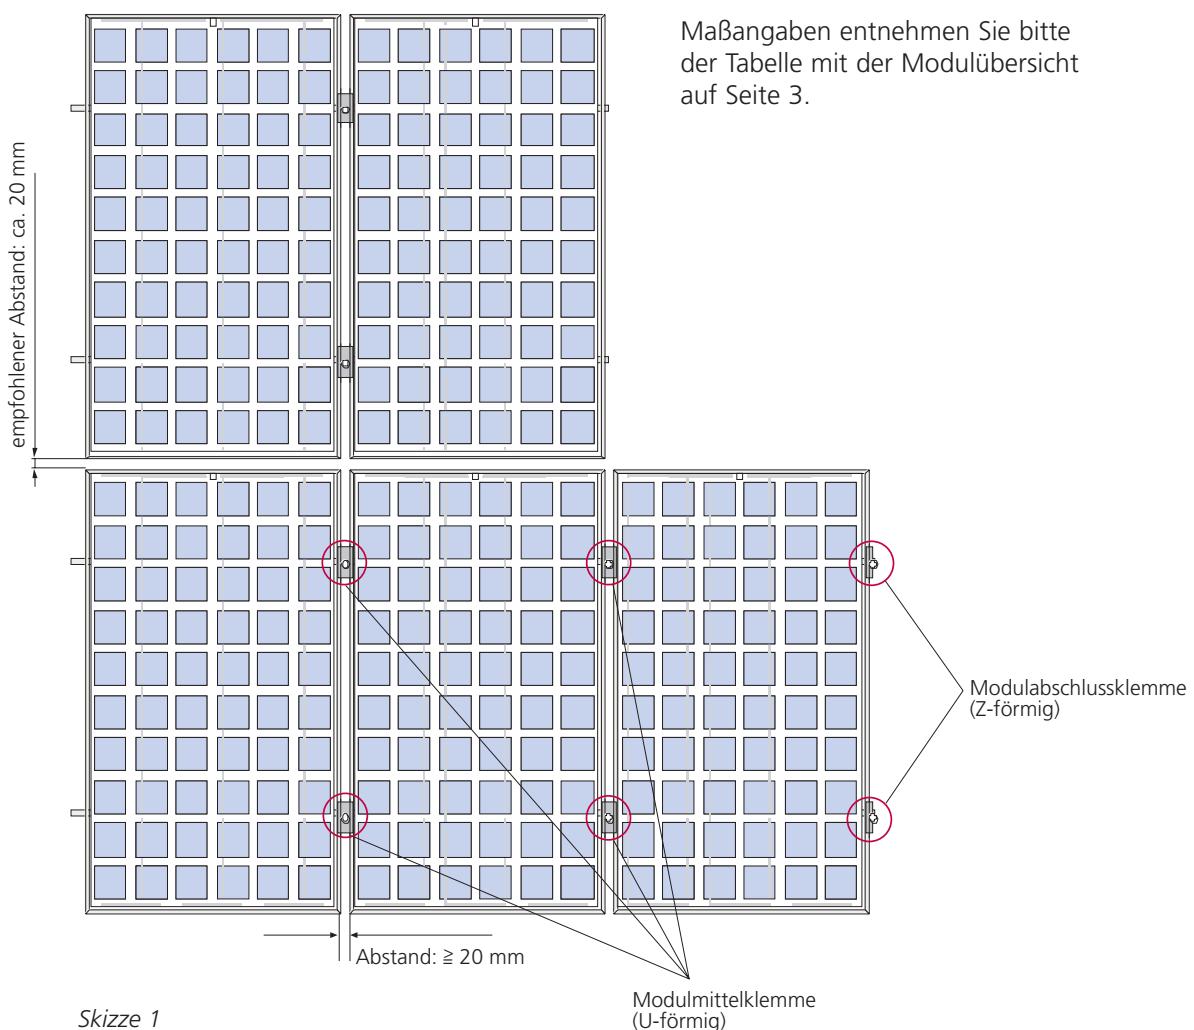 Maßangaben entnehmen Sie bitte
der Tabelle mit der Modulübersicht
auf Seite 3.
empfohlener Abstand: ca. 20 mm
Modulabschlussklemme
(Z-förmig)
Abstand: ≧ 20 mm
Modulmittelklemme
(U-förmig)
Skizze 1